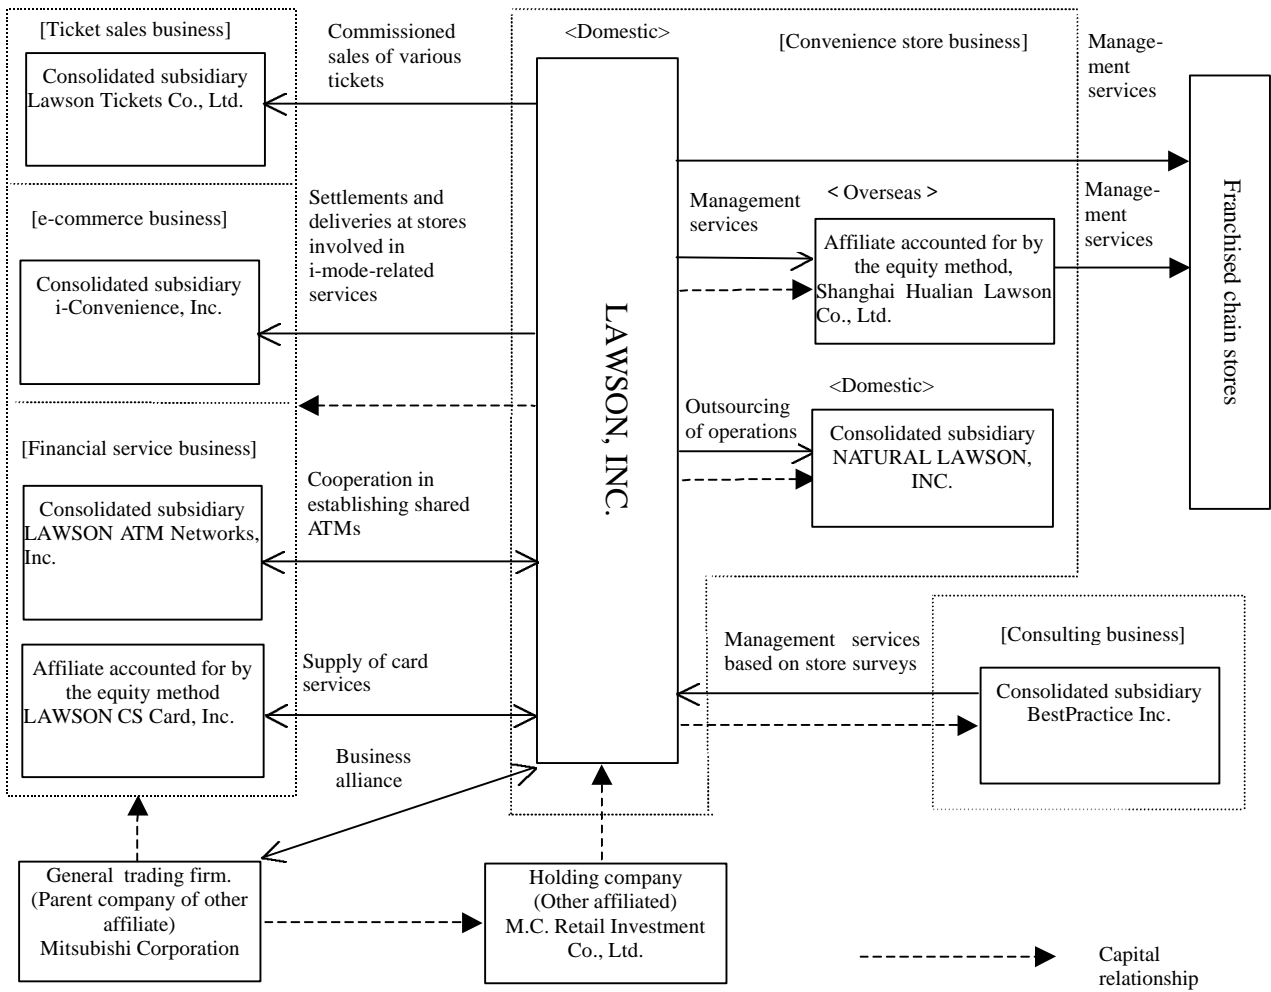 [Ticket sales business]
Consolidated subsidiary
Lawson Tickets Co., Ltd.
Commissioned
sales of various
tickets
<Domestic>
[Convenience store business]
Manage-
ment
services
[e-commerce business]
Consolidated subsidiary
i-Convenience, Inc.
Settlements and
deliveries at stores
involved in
i-mode-related
services
LAWSON, INC.
Management
services
< Overseas >
Affiliate accounted for by
the equity method,
Shanghai Hualian Lawson
Co., Ltd.
Manage-
ment
services
Franchised chain stores
<Domestic>
Outsourcing
of operations
Consolidated subsidiary
NATURAL LAWSON,
INC.
[Financial service business]
Consolidated subsidiary
LAWSON ATM Networks,
Inc.
Cooperation in
establishing shared
ATMs
Affiliate accounted for by
the equity method
LAWSON CS Card, Inc.
Supply of card
services
Management services
based on store surveys
[Consulting business]
Consolidated subsidiary
BestPractice Inc.
Business
alliance
General trading firm.
(Parent company of other
affiliate)
Mitsubishi Corporation
Holding company
(Other affiliated)
M.C. Retail Investment
Co., Ltd.
Capital
relationship